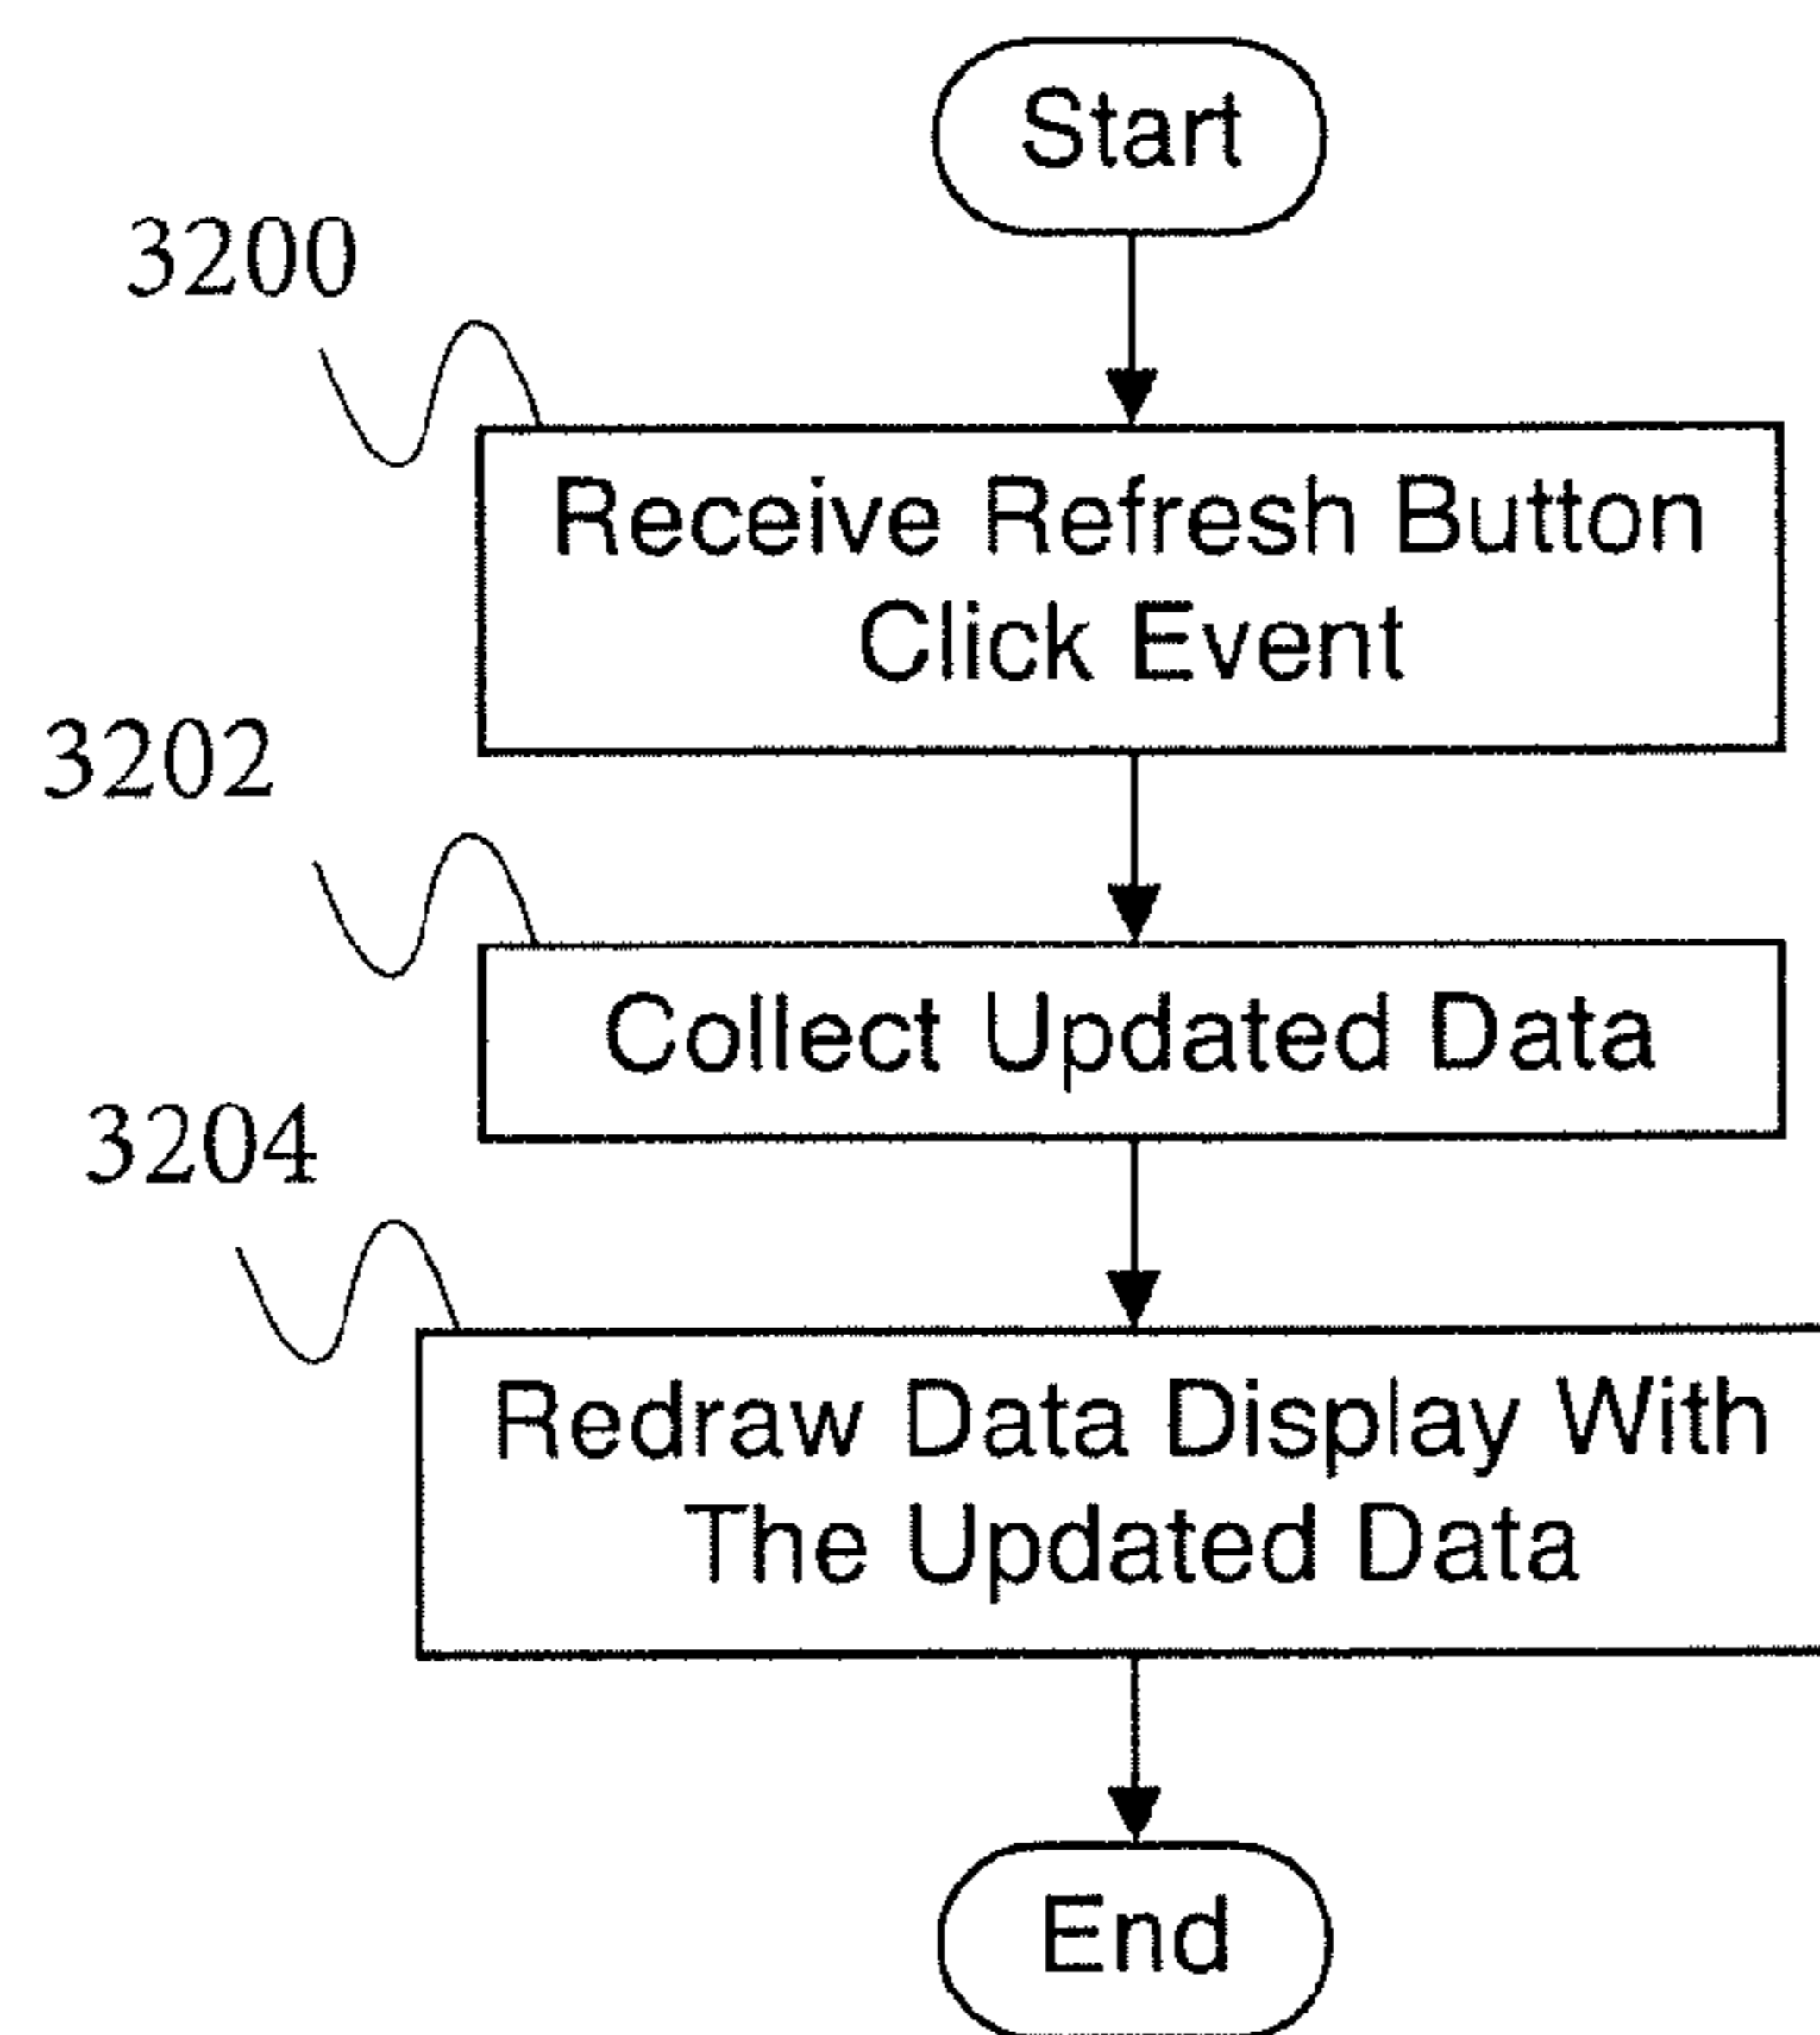 Start
3200
Receive Refresh Button
Click Event
3202
Collect Updated Data
3204
Redraw Data Display With
The Updated Data
End